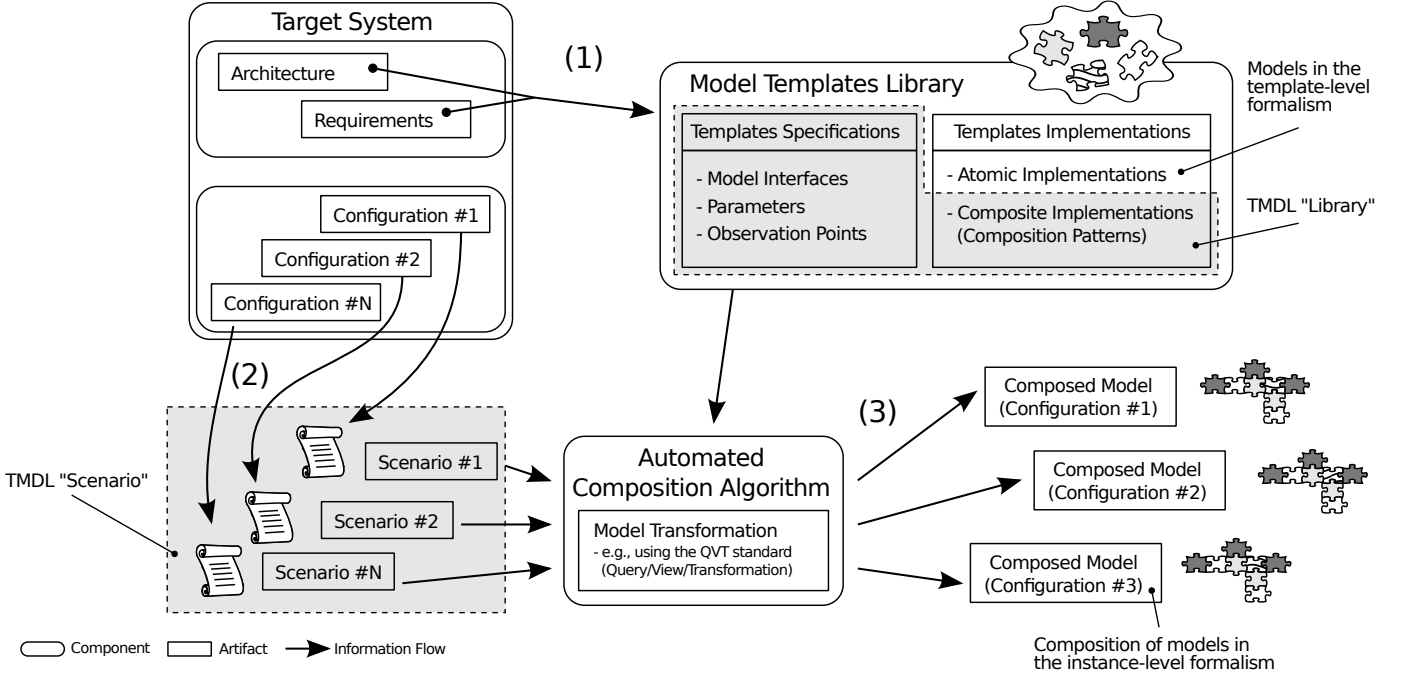 Target System
Architecture
Requirements
Configuration #1
Configuration #2
Configuration #N
(1)
Model Templates Library
Templates Specifications
- Model Interfaces
- Parameters
- Observation Points
Templates Implementations
- Atomic Implementations
- Composite Implementations
(Composition Patterns)
Models in the
template-level
formalism
TMDL "Library"
(2)
TMDL "Scenario"
Scenario #1
Scenario #2
Scenario #N
Automated
Composition Algorithm
Model Transformation
- e.g., using the QVT standard
(Query/View/Transformation)
(3)
Composed Model
(Configuration #1)
Composed Model
(Configuration #2)
Composed Model
(Configuration #3)
Composition of models in
the instance-level formalism
Component
Artifact
Information Flow